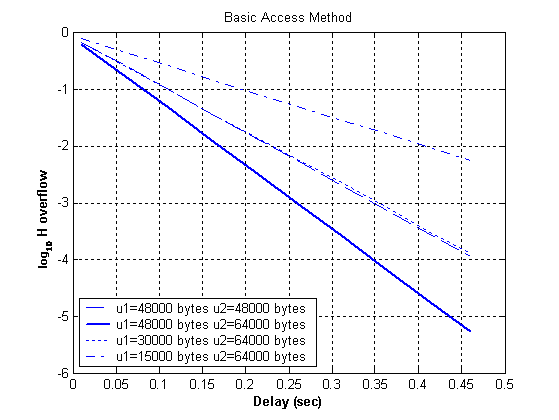 Basic Access Method
0
-1
-2
-3
-4
-5
-6
log10 H overflow
u1=48000 bytes u2=48000 bytes
u1=48000 bytes u2=64000 bytes
u1=30000 bytes u2=64000 bytes
u1=15000 bytes u2=64000 bytes
0 0.05 0.1 0.15 0.2 0.25 0.3 0.35 0.4 0.45 0.5
Delay (sec)